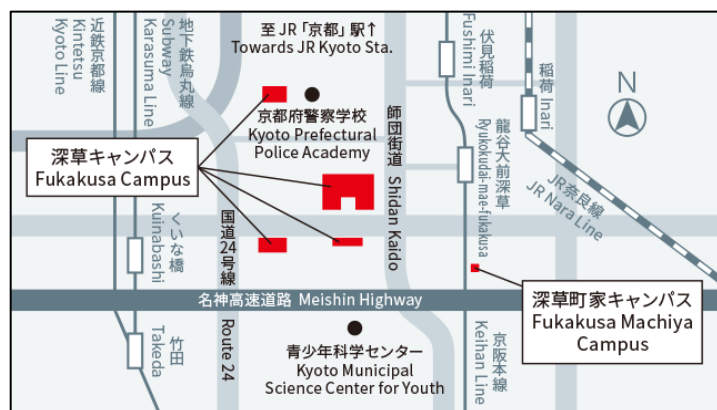 近鉄京都線
Kintetsu
Kyoto Line
地下鉄烏丸線
Subway
Karasuma Line
至JR「京都」駅↑
Towards JR Kyoto Sta.
伏見稲荷
Fushimi Inari
稲荷 Inari
N
京都府警察学校
Kyoto Prefectural
Police Academy
師団街道 Shidan Kaido
龍谷大前深草
Ryukokudai-mae-fukakusa
JR奈良線
JR Nara Line
深草キャンパス
Fukakusa Campus
くいな橋
Kuinabashi
国道24号線 Route 24
名神高速道路 Meishin Highway
深草町家キャンパス
Fukakusa Machiya
Campus
竹田
Takeda
青少年科学センター
Kyoto Municipal
Science Center for Youth
京阪本線
Keihan Line